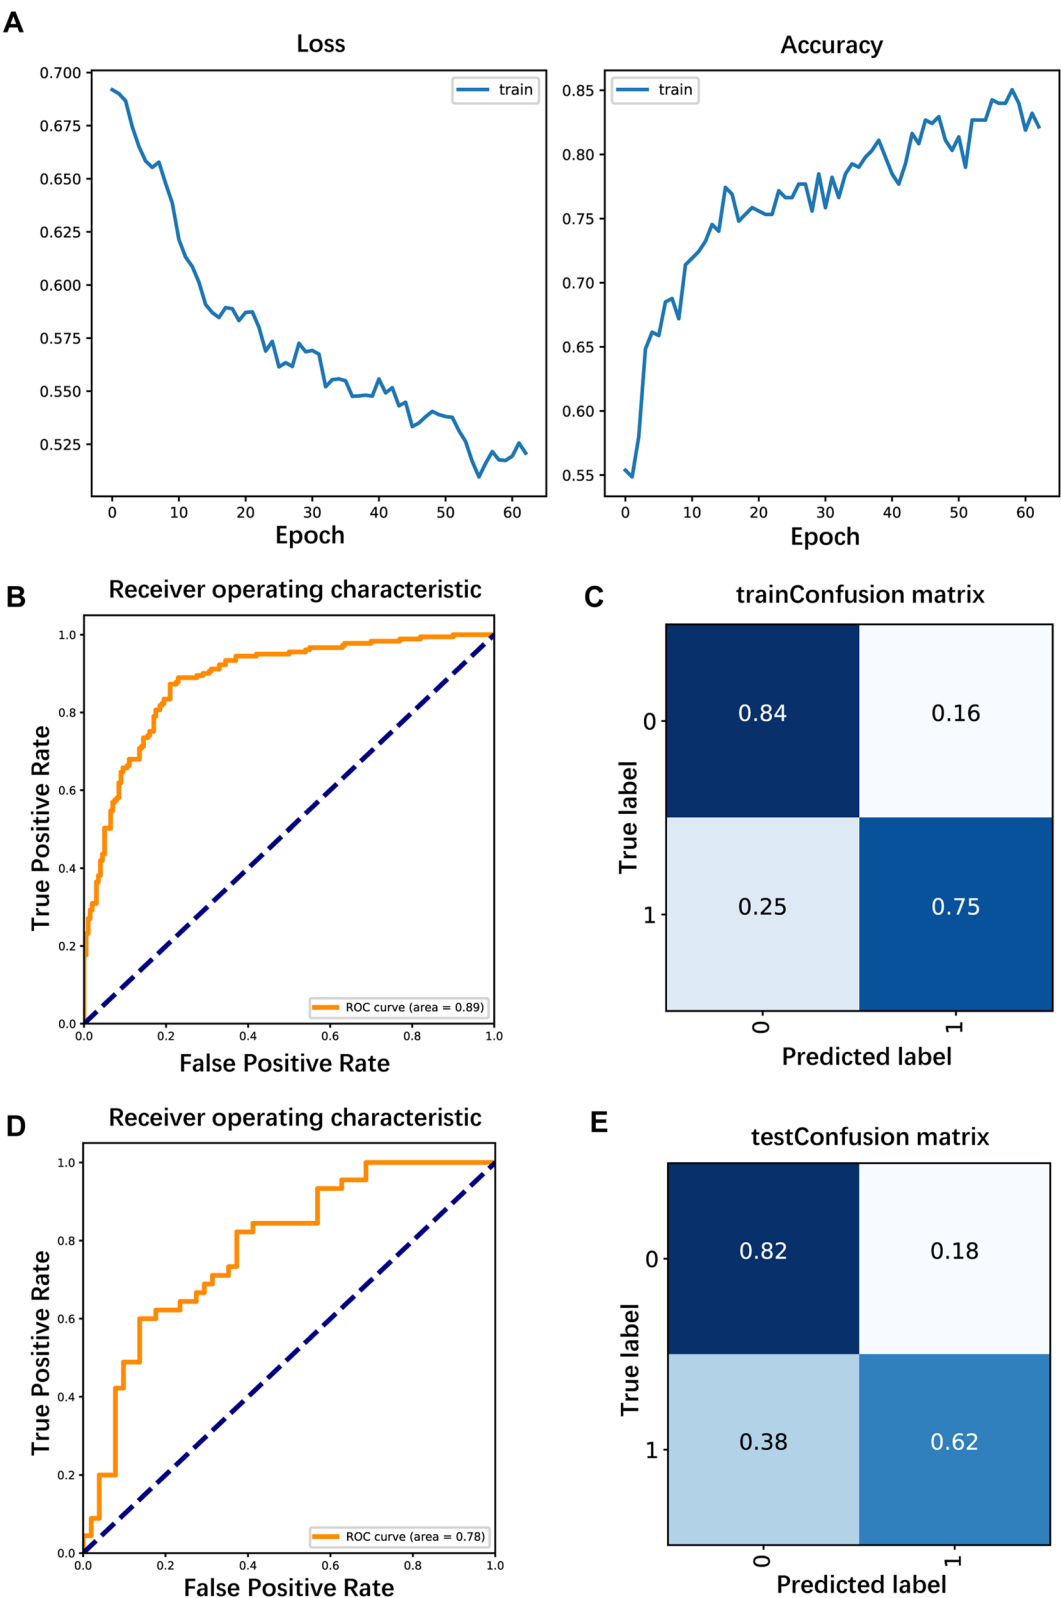 A
Loss
Accuracy
0.700
0.675
0.650
0.625
0.600
0.575
0.550
0.525
train
0 10 20 30 40 50 60
Epoch
0.85
0.80
0.75
0.70
0.65
0.60
0.55
train
0 10 20 30 40 50 60
Epoch
B
Receiver operating characteristic
True Positive Rate
1.0
0.8
0.6
0.4
0.2
0.0
ROC curve (area = 0.89)
0.0 0.2 0.4 0.6 0.8 1.0
False Positive Rate
C
trainConfusion matrix
True label
0
1
0.84 0.16
0.25 0.75
0 1
Predicted label
D
Receiver operating characteristic
True Positive Rate
1.0
0.8
0.6
0.4
0.2
0.0
ROC curve (area = 0.78)
0.0 0.2 0.4 0.6 0.8 1.0
False Positive Rate
E
testConfusion matrix
True label
0
1
0.82 0.18
0.38 0.62
0 1
Predicted label